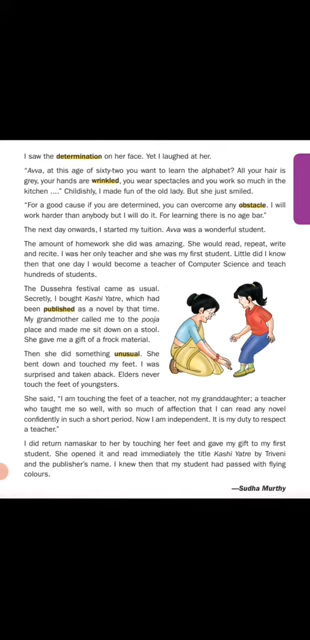 I saw the determination on her face. Yet I laughed at her.
“Avva, at this age of sixty-two you want to learn the alphabet? All your hair is
grey, your hands are wrinkled, you wear spectacles and you work so much in the
kitchen ....” Childishly, I made fun of the old lady. But she just smiled.
“For a good cause if you are determined, you can overcome any obstacle. I will
work harder than anybody but I will do it. For learning there is no age bar.”
The next day onwards, I started my tuition. Avva was a wonderful student.
The amount of homework she did was amazing. She would read, repeat, write
and recite. I was her only teacher and she was my first student. Little did I know
then that one day I would become a teacher of Computer Science and teach
hundreds of students.
The Dussehra festival came as usual.
Secretly, I bought Kashi Yatre, which had
been published as a novel by that time.
My grandmother called me to the pooja
place and made me sit down on a stool.
She gave me a gift of a frock material.
Then she did something unusual. She
bent down and touched my feet. I was
surprised and taken aback. Elders never
touch the feet of youngsters.
She said, “I am touching the feet of a teacher, not my granddaughter; a teacher
who taught me so well, with so much of affection that I can read any novel
confidently in such a short period. Now I am independent. It is my duty to respect
a teacher.”
I did return namaskar to her by touching her feet and gave my gift to my first
student. She opened it and read immediately the title Kashi Yatre by Triveni
and the publisher’s name. I knew then that my student had passed with flying
colours.
—Sudha Murthy